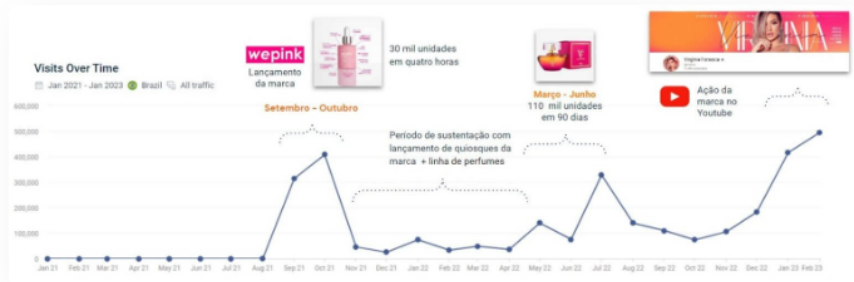 wepink
Lançamento
da marca
30 mil unidades
em quatro horas
Visits Over Time
Jan 2021 - Jan 2023 Brazil All traffic
Setembro – Outubro
Março - Junho
110 mil unidades
em 90 dias
VIRGINIA
Virginia Fonseca
Ação da
marca no
Youtube
Período de sustentação com
lançamento de quiosques da
marca + linha de perfumes
600,000
500,000
400,000
300,000
200,000
100,000
0
Jan 21 Feb 21 Mar 21 Apr 21 May 21 Jun 21 Jul 21 Aug 21 Sep 21 Oct 21 Nov 21 Dec 21 Jan 22 Feb 22 Mar 22 Apr 22 May 22 Jun 22 Jul 22 Aug 22 Sep 22 Oct 22 Nov 22 Dec 22 Jan 23 Feb 23